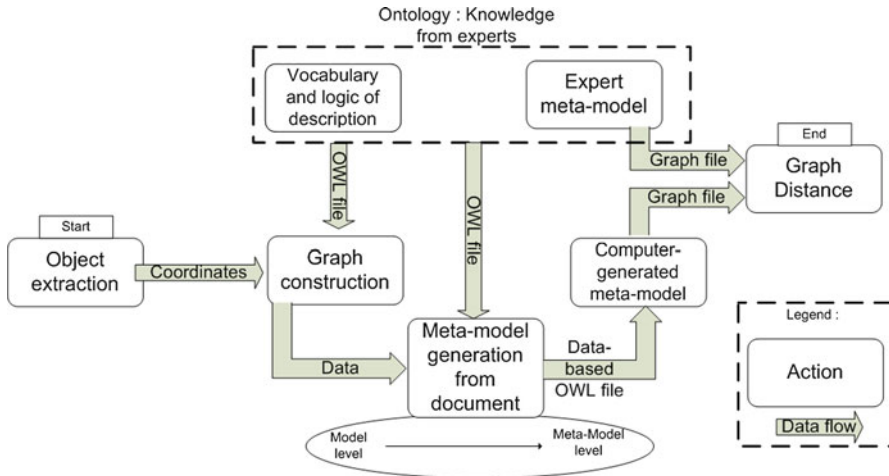 Ontology : Knowledge
from experts
Vocabulary
and logic of
description
Expert
meta-model
End
Graph file
Graph
Distance
Graph file
OWL file
OWL file
Start
Object
extraction
Coordinates
Graph
construction
Computer-
generated
meta-model
Legend :
Meta-model
generation
from
document
Data
Data-
based
OWL file
Action
Data flow
Model
level
Meta-Model
level